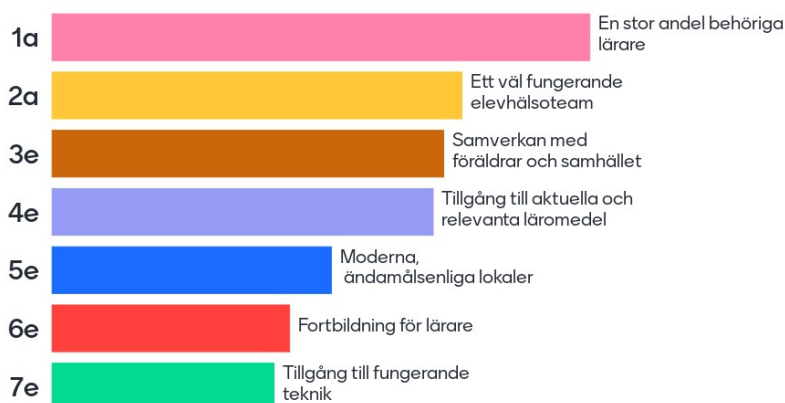 1a
En stor andel behöriga
lärare
2a
Ett väl fungerande
elevhälsoteam
3e
Samverkan med
föräldrar och samhället
4e
Tillgång till aktuella och
relevanta läromedel
5e
Moderna,
ändamålsenliga lokaler
6e
Fortbildning för lärare
7e
Tillgång till fungerande
teknik